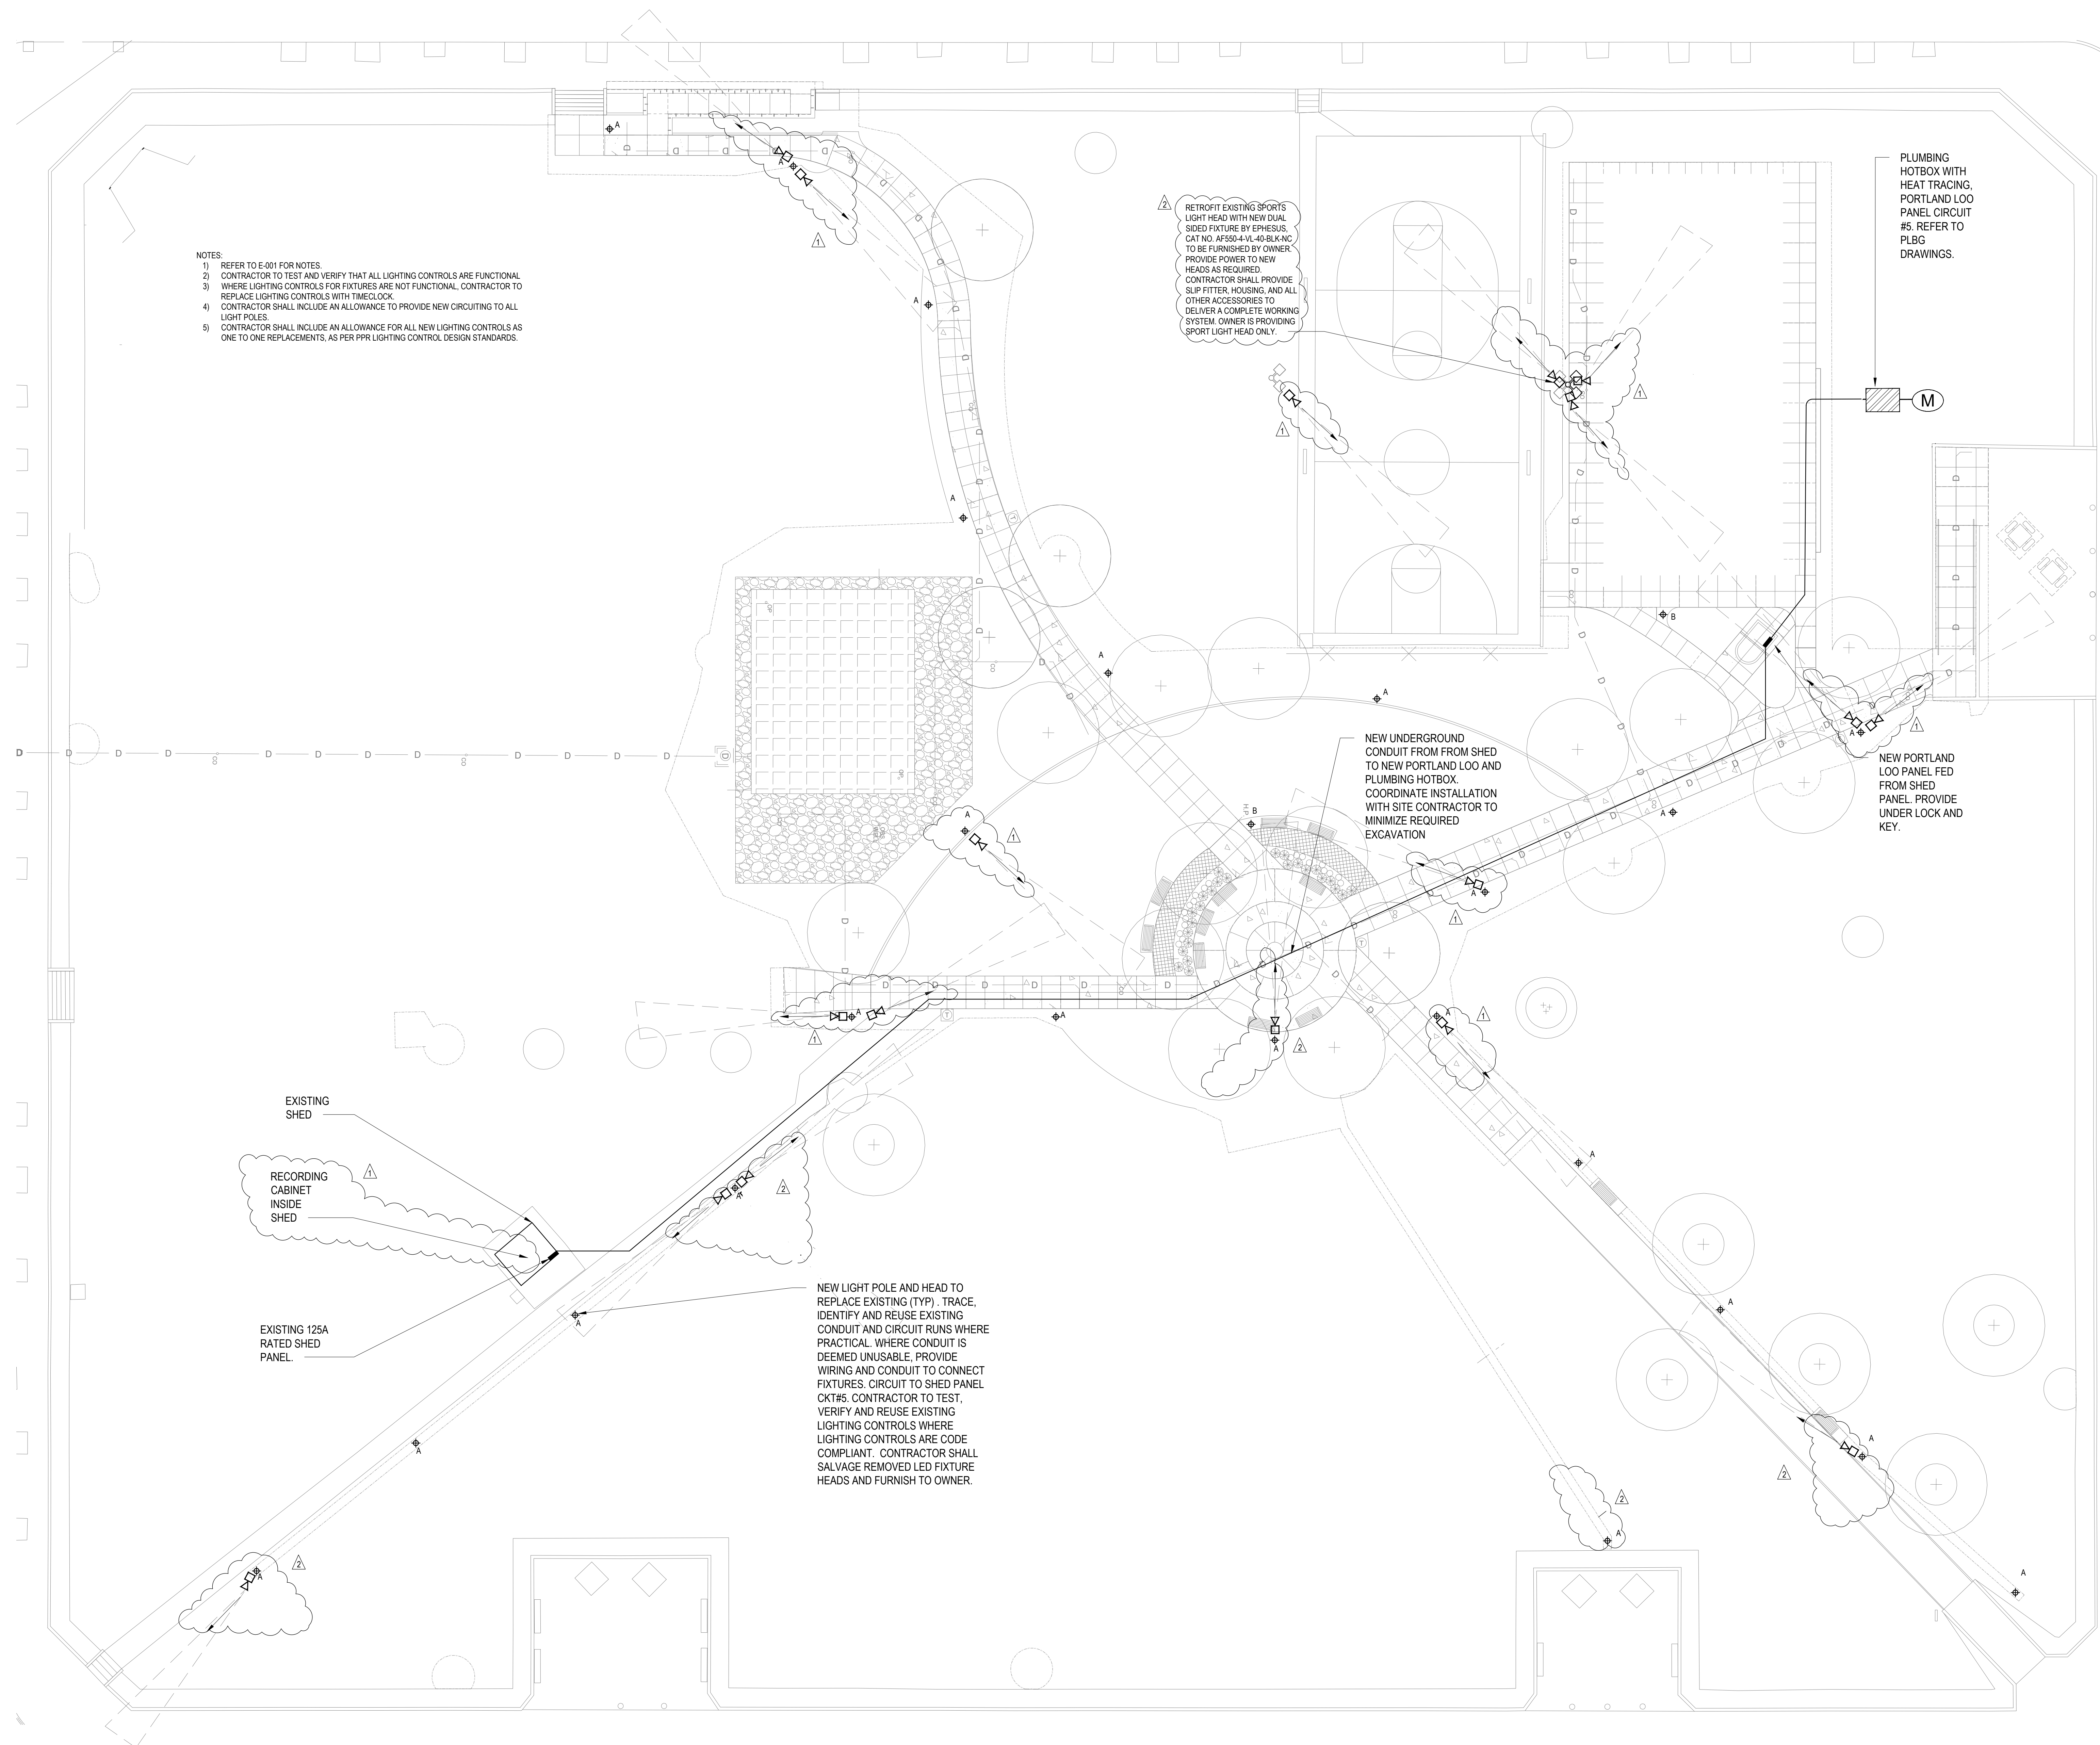 NOTES:
1) REFER TO E-001 FOR NOTES.
2) CONTRACTOR TO TEST AND VERIFY THAT ALL LIGHTING CONTROLS ARE FUNCTIONAL
3) WHERE LIGHTING CONTROLS FOR FIXTURES ARE NOT FUNCTIONAL, CONTRACTOR TO
REPLACE LIGHTING CONTROLS WITH TIMECLOCK.
4) CONTRACTOR SHALL INCLUDE AN ALLOWANCE TO PROVIDE NEW CIRCUITING TO ALL
LIGHT POLES.
5) CONTRACTOR SHALL INCLUDE AN ALLOWANCE FOR ALL NEW LIGHTING CONTROLS AS
ONE TO ONE REPLACEMENTS, AS PER PPR LIGHTING CONTROL DESIGN STANDARDS.
2
RETROFIT EXISTING SPORTS
LIGHT HEAD WITH NEW DUAL
SIDED FIXTURE BY EPHESUS,
CAT NO. AF550-4-VL-40-BLK-NC
TO BE FURNISHED BY OWNER.
PROVIDE POWER TO NEW
HEADS AS REQUIRED.
CONTRACTOR SHALL PROVIDE
SLIP FITTER, HOUSING, AND ALL
OTHER ACCESSORIES TO
DELIVER A COMPLETE WORKING
SYSTEM. OWNER IS PROVIDING
SPORT LIGHT HEAD ONLY.
PLUMBING
HOTBOX WITH
HEAT TRACING,
PORTLAND LOO
PANEL CIRCUIT
#5. REFER TO
PLBG
DRAWINGS.
M
NEW UNDERGROUND
CONDUIT FROM FROM SHED
TO NEW PORTLAND LOO AND
PLUMBING HOTBOX.
COORDINATE INSTALLATION
WITH SITE CONTRACTOR TO
MINIMIZE REQUIRED
EXCAVATION
NEW PORTLAND
LOO PANEL FED
FROM SHED
PANEL. PROVIDE
UNDER LOCK AND
KEY.
EXISTING
SHED
RECORDING
CABINET
INSIDE
SHED
1
EXISTING 125A
RATED SHED
PANEL.
NEW LIGHT POLE AND HEAD TO
REPLACE EXISTING (TYP) . TRACE,
IDENTIFY AND REUSE EXISTING
CONDUIT AND CIRCUIT RUNS WHERE
PRACTICAL. WHERE CONDUIT IS
DEEMED UNUSABLE, PROVIDE
WIRING AND CONDUIT TO CONNECT
FIXTURES. CIRCUIT TO SHED PANEL
CKT#5. CONTRACTOR TO TEST,
VERIFY AND REUSE EXISTING
LIGHTING CONTROLS WHERE
LIGHTING CONTROLS ARE CODE
COMPLIANT. CONTRACTOR SHALL
SALVAGE REMOVED LED FIXTURE
HEADS AND FURNISH TO OWNER.